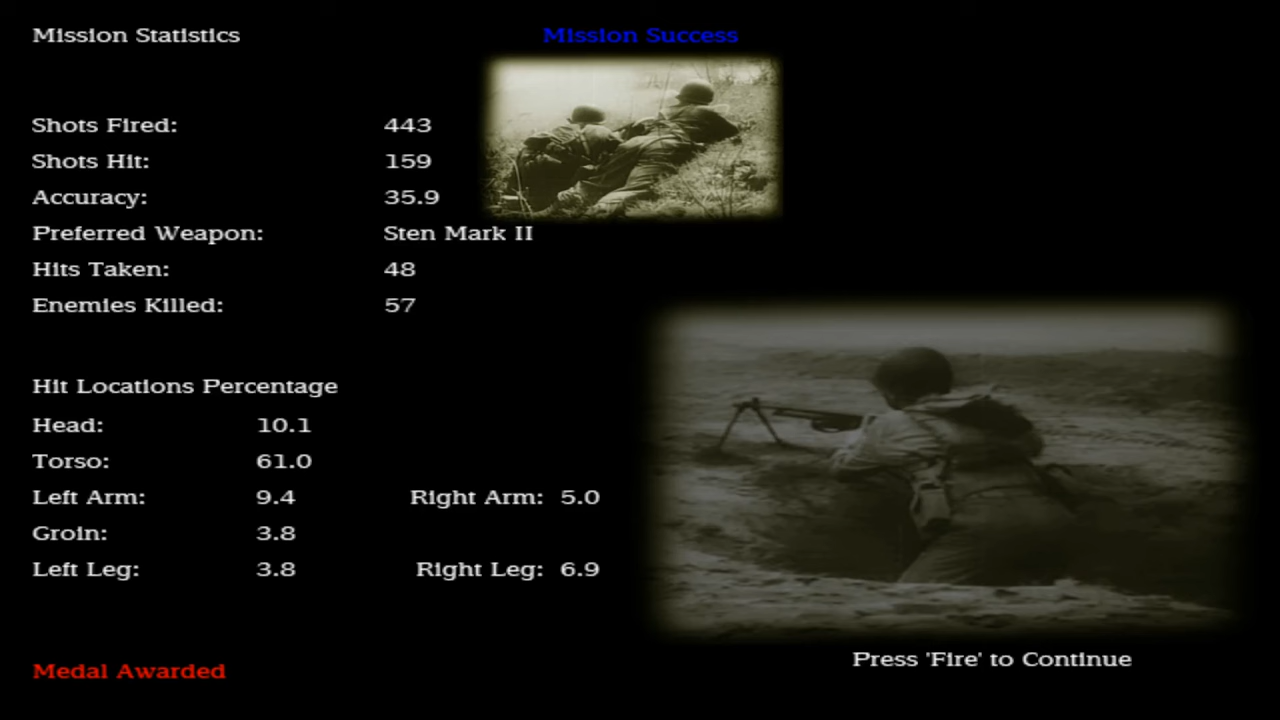 Mission Statistics
Mission Success
Shots Fired: 443
Shots Hit: 159
Accuracy: 35.9
Preferred Weapon: Sten Mark II
Hits Taken: 48
Enemies Killed: 57
Hit Locations Percentage
Head: 10.1
Torso: 61.0
Left Arm: 9.4 Right Arm: 5.0
Groin: 3.8
Left Leg: 3.8 Right Leg: 6.9
Medal Awarded
Press 'Fire' to Continue